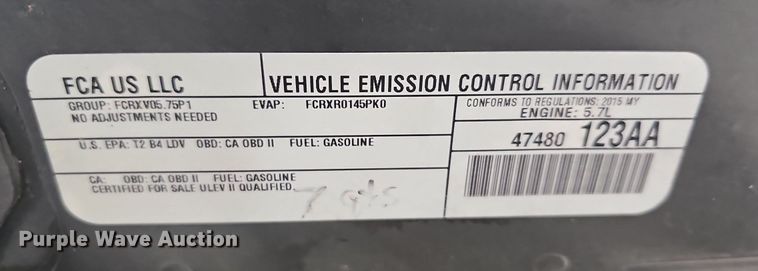 FCA US LLC
VEHICLE EMISSION CONTROL INFORMATION
GROUP: FCRXV05.75P1 EVAP: FCRXR0145PK0
NO ADJUSTMENTS NEEDED
CONFORMS TO REGULATIONS: 2015 MY
ENGINE: 5.7L
47480 123AA
U.S. EPA: T2 B4 LDV OBD: CA OBD II FUEL: GASOLINE
CA: OBD: CA OBD II FUEL: GASOLINE
CERTIFIED FOR SALE ULEV II QUALIFIED.
7 qts
Purple Wave Auction